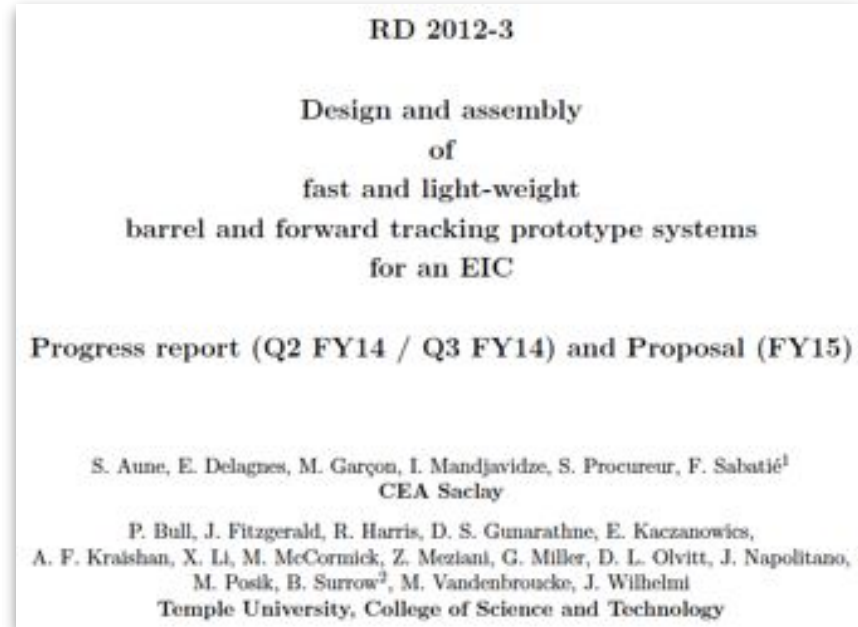 RD 2012-3
Design and assembly
of
fast and light-weight
barrel and forward tracking prototype systems
for an EIC
Progress report (Q2 FY14 / Q3 FY14) and Proposal (FY15)
S. Aune, E. Delagnes, M. Garçon, I. Mandjavidze, S. Procureur, F. Sabatié¹
CEA Saclay
P. Bull, J. Fitzgerald, R. Harris, D. S. Gunarathne, E. Kaczanowics,
A. F. Kraishan, X. Li, M. McCormick, Z. Meziani, G. Miller, D. L. Olvitt, J. Napolitano,
M. Posik, B. Surrow², M. Vandenbroucke, J. Wilhelmi
Temple University, College of Science and Technology